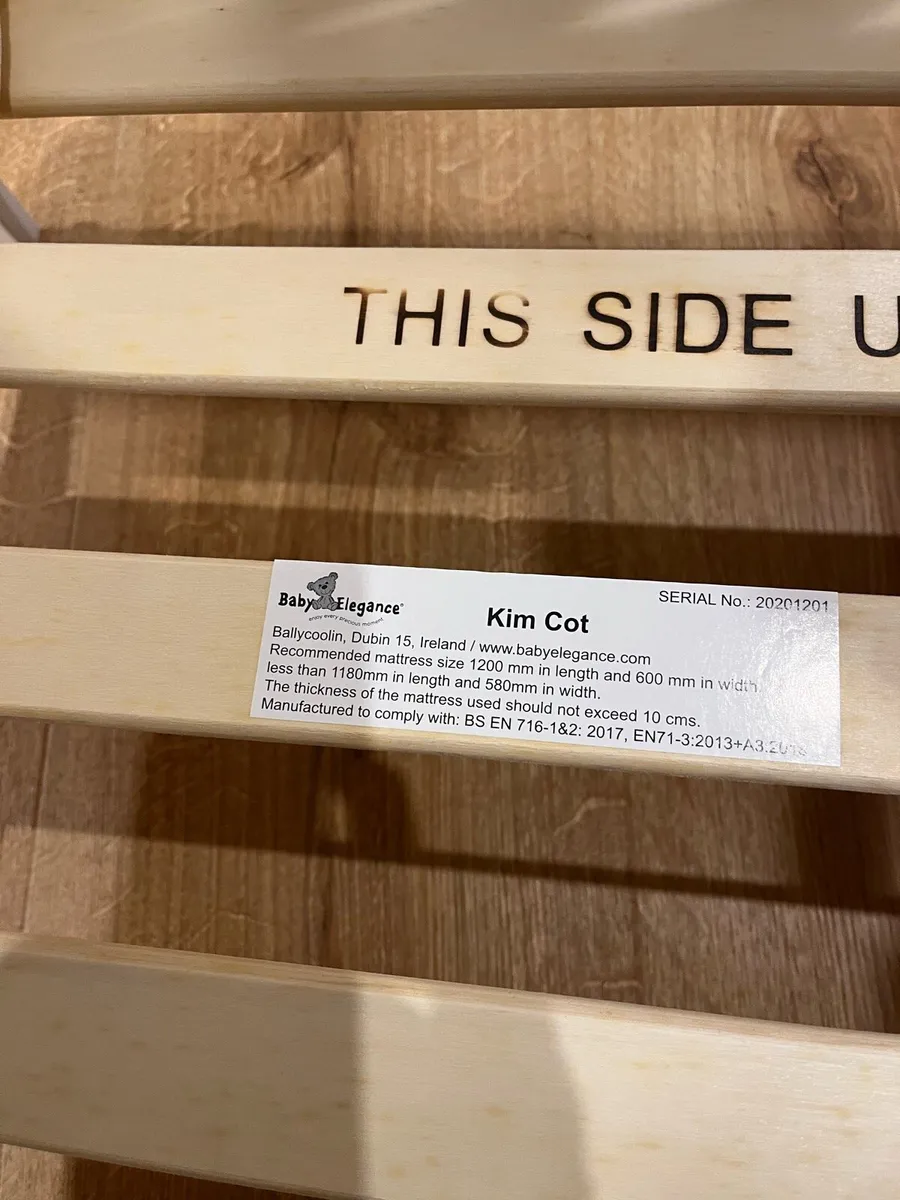 THIS SIDE U
Baby Elegance®
enjoy every precious moment
Kim Cot
SERIAL No.: 20201201
Ballycoolin, Dubin 15, Ireland / www.babyelegance.com
Recommended mattress size 1200 mm in length and 600 mm in width.
less than 1180mm in length and 580mm in width.
The thickness of the mattress used should not exceed 10 cms.
Manufactured to comply with: BS EN 716-1&2: 2017, EN71-3:2013+A3: